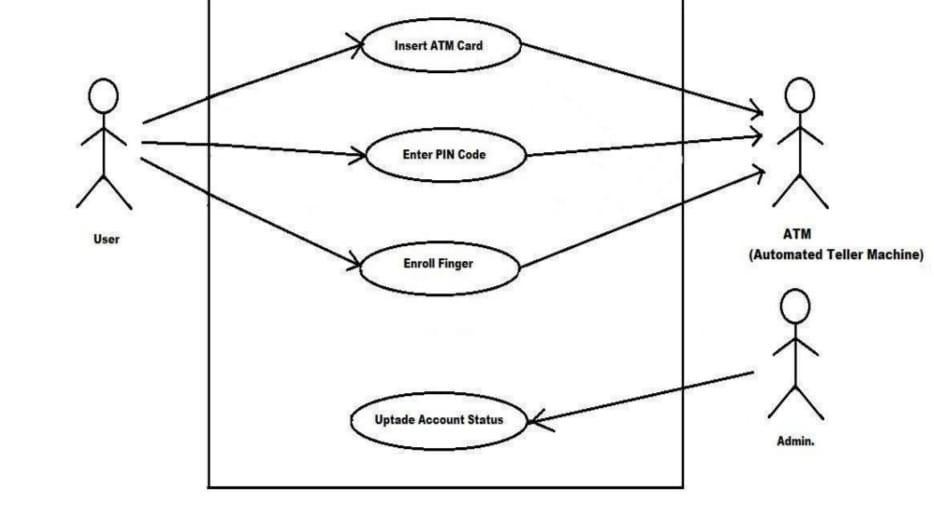 Insert ATM Card
Enter PIN Code
User
ATM
(Automated Teller Machine)
Enroll Finger
Uptade Account Status
Admin.